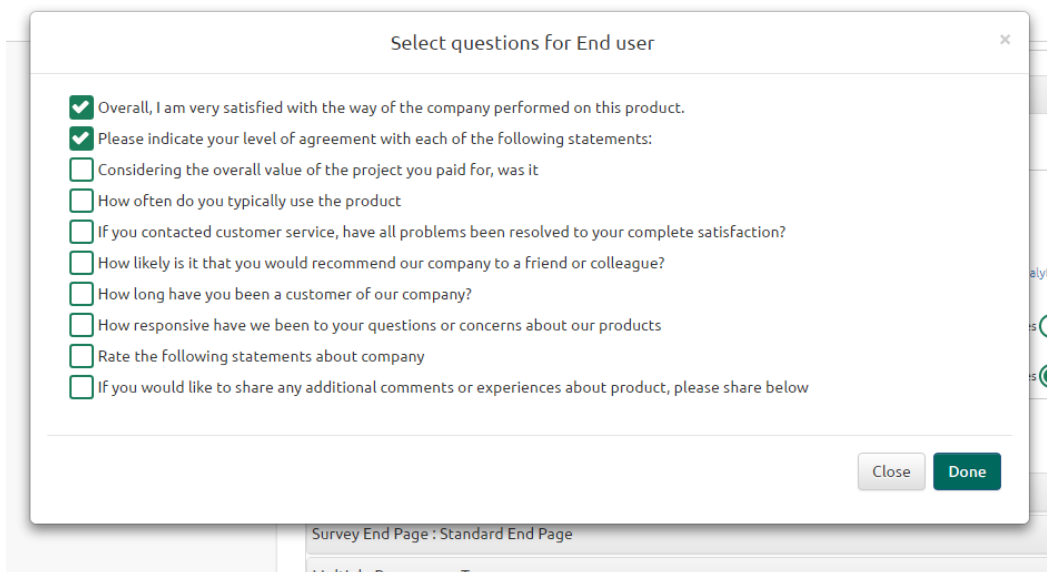 Select questions for End user
×
Overall, I am very satisfied with the way of the company performed on this product.
Please indicate your level of agreement with each of the following statements:
Considering the overall value of the project you paid for, was it
How often do you typically use the product
If you contacted customer service, have all problems been resolved to your complete satisfaction?
How likely is it that you would recommend our company to a friend or colleague?
How long have you been a customer of our company?
How responsive have we been to your questions or concerns about our products
Rate the following statements about company
If you would like to share any additional comments or experiences about product, please share below
Close Done
Survey End Page : Standard End Page